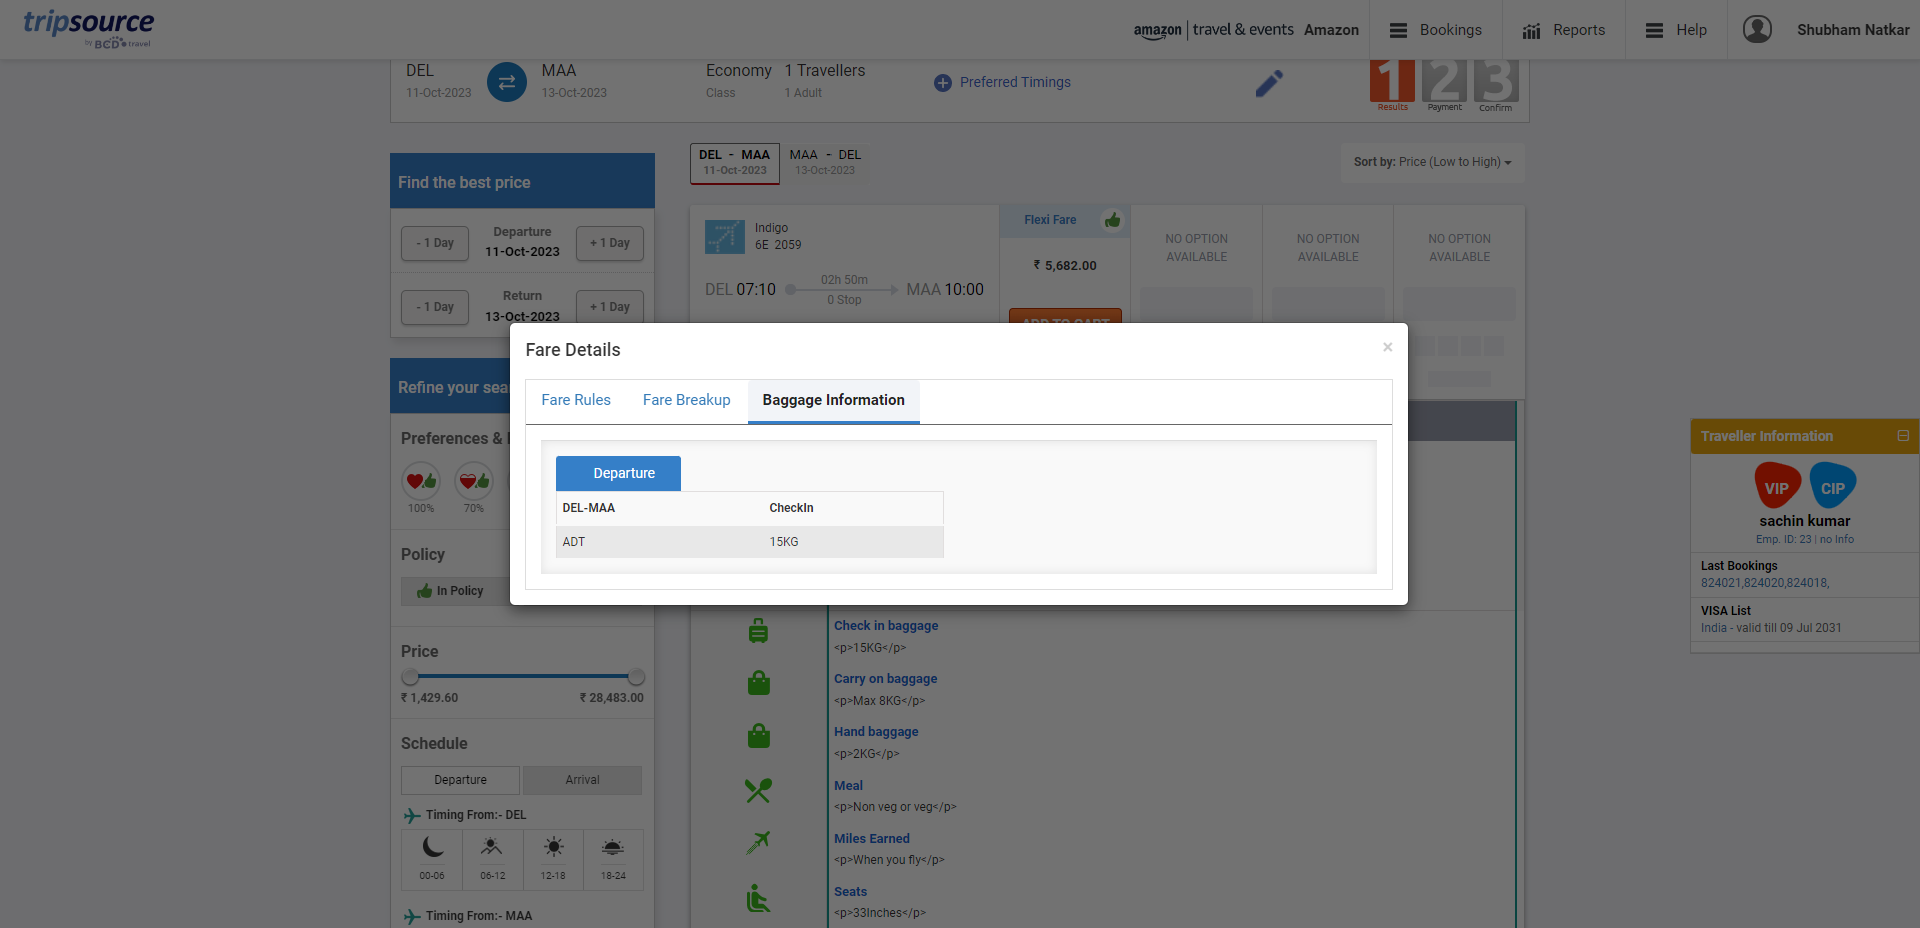 tripsource
by BCD travel
amazon | travel & events Amazon
Bookings
Reports
Help
Shubham Natkar
DEL
11-Oct-2023
MAA
13-Oct-2023
Economy
Class
1 Travellers
1 Adult
Preferred Timings
1 2 3
Results Payment Confirm
DEL - MAA
11-Oct-2023
MAA - DEL
13-Oct-2023
Sort by: Price (Low to High)
Find the best price
- 1 Day
Departure
11-Oct-2023
+ 1 Day
- 1 Day
Return
13-Oct-2023
+ 1 Day
Indigo
6E 2059
DEL 07:10
02h 50m
0 Stop
MAA 10:00
Flexi Fare
₹ 5,682.00
ADD TO CART
NO OPTION
AVAILABLE
NO OPTION
AVAILABLE
NO OPTION
AVAILABLE
Fare Details
×
Fare Rules
Fare Breakup
Baggage Information
Departure
DEL-MAA CheckIn
ADT 15KG
Refine your sea
Preferences &
100%
70%
Policy
In Policy
Price
₹ 1,429.60
₹ 28,483.00
Schedule
Departure
Arrival
Timing From:- DEL
00-06
06-12
12-18
18-24
Timing From:- MAA
Check in baggage
<p>15KG</p>
Carry on baggage
<p>Max 8KG</p>
Hand baggage
<p>2KG</p>
Meal
<p>Non veg or veg</p>
Miles Earned
<p>When you fly</p>
Seats
<p>33Inches</p>
Traveller Information
VIP
CIP
sachin kumar
Emp. ID: 23 | no Info
Last Bookings
824021,824020,824018,
VISA List
India - valid till 09 Jul 2031